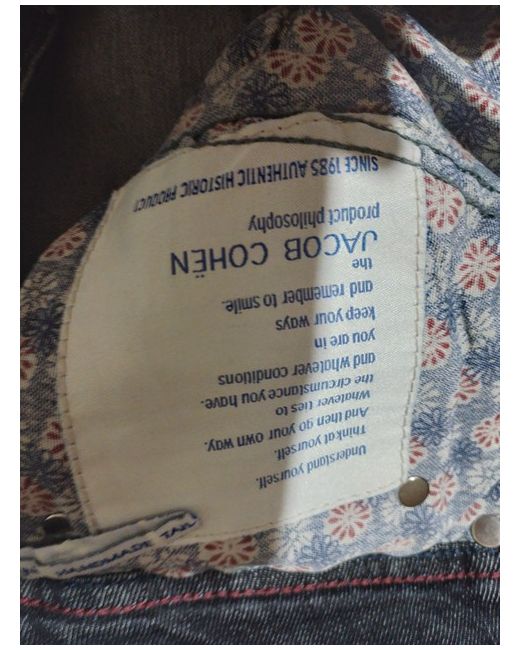 HANDMADE TAIL
Understand yourself.
Think at yourself.
And then go your own way.
Whatever ties to
the circumstance you have.
and whatever conditions
you are in
keep your ways
and remember to smile.
the
JACOB COHËN
product philosophy
SINCE 1985 AUTHENTIC HISTORIC PRODUCT